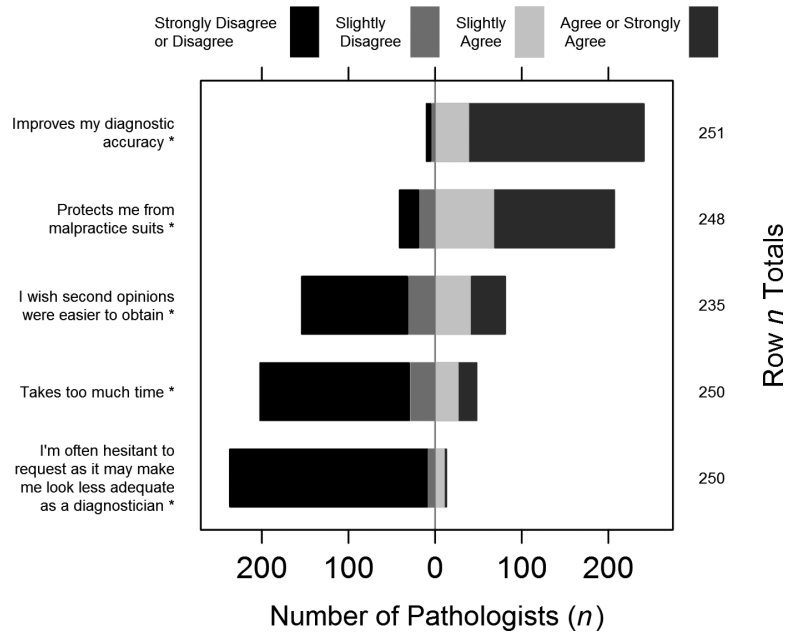 Strongly Disagree
or Disagree
Slightly
Disagree
Slightly
Agree
Agree or Strongly
Agree
Improves my diagnostic
accuracy *
251
Protects me from
malpractice suits *
248
I wish second opinions
were easier to obtain *
235
Takes too much time *
250
I'm often hesitant to
request as it may make
me look less adequate
as a diagnostician *
250
Row n Totals
200 100 0 100 200
Number of Pathologists (n)